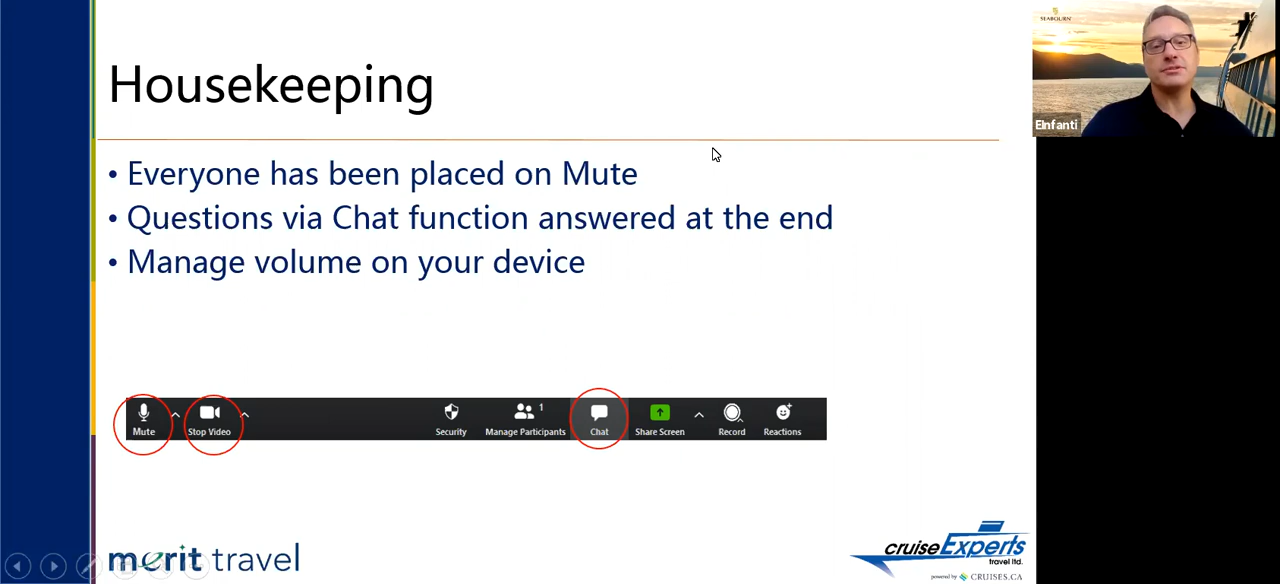 SEABOURN
Housekeeping
EInfanti
• Everyone has been placed on Mute
• Questions via Chat function answered at the end
• Manage volume on your device
1
Mute Stop Video Security Manage Participants Chat Share Screen Record Reactions
merit travel
cruiseExperts
travel ltd.
powered by CRUISES.CA